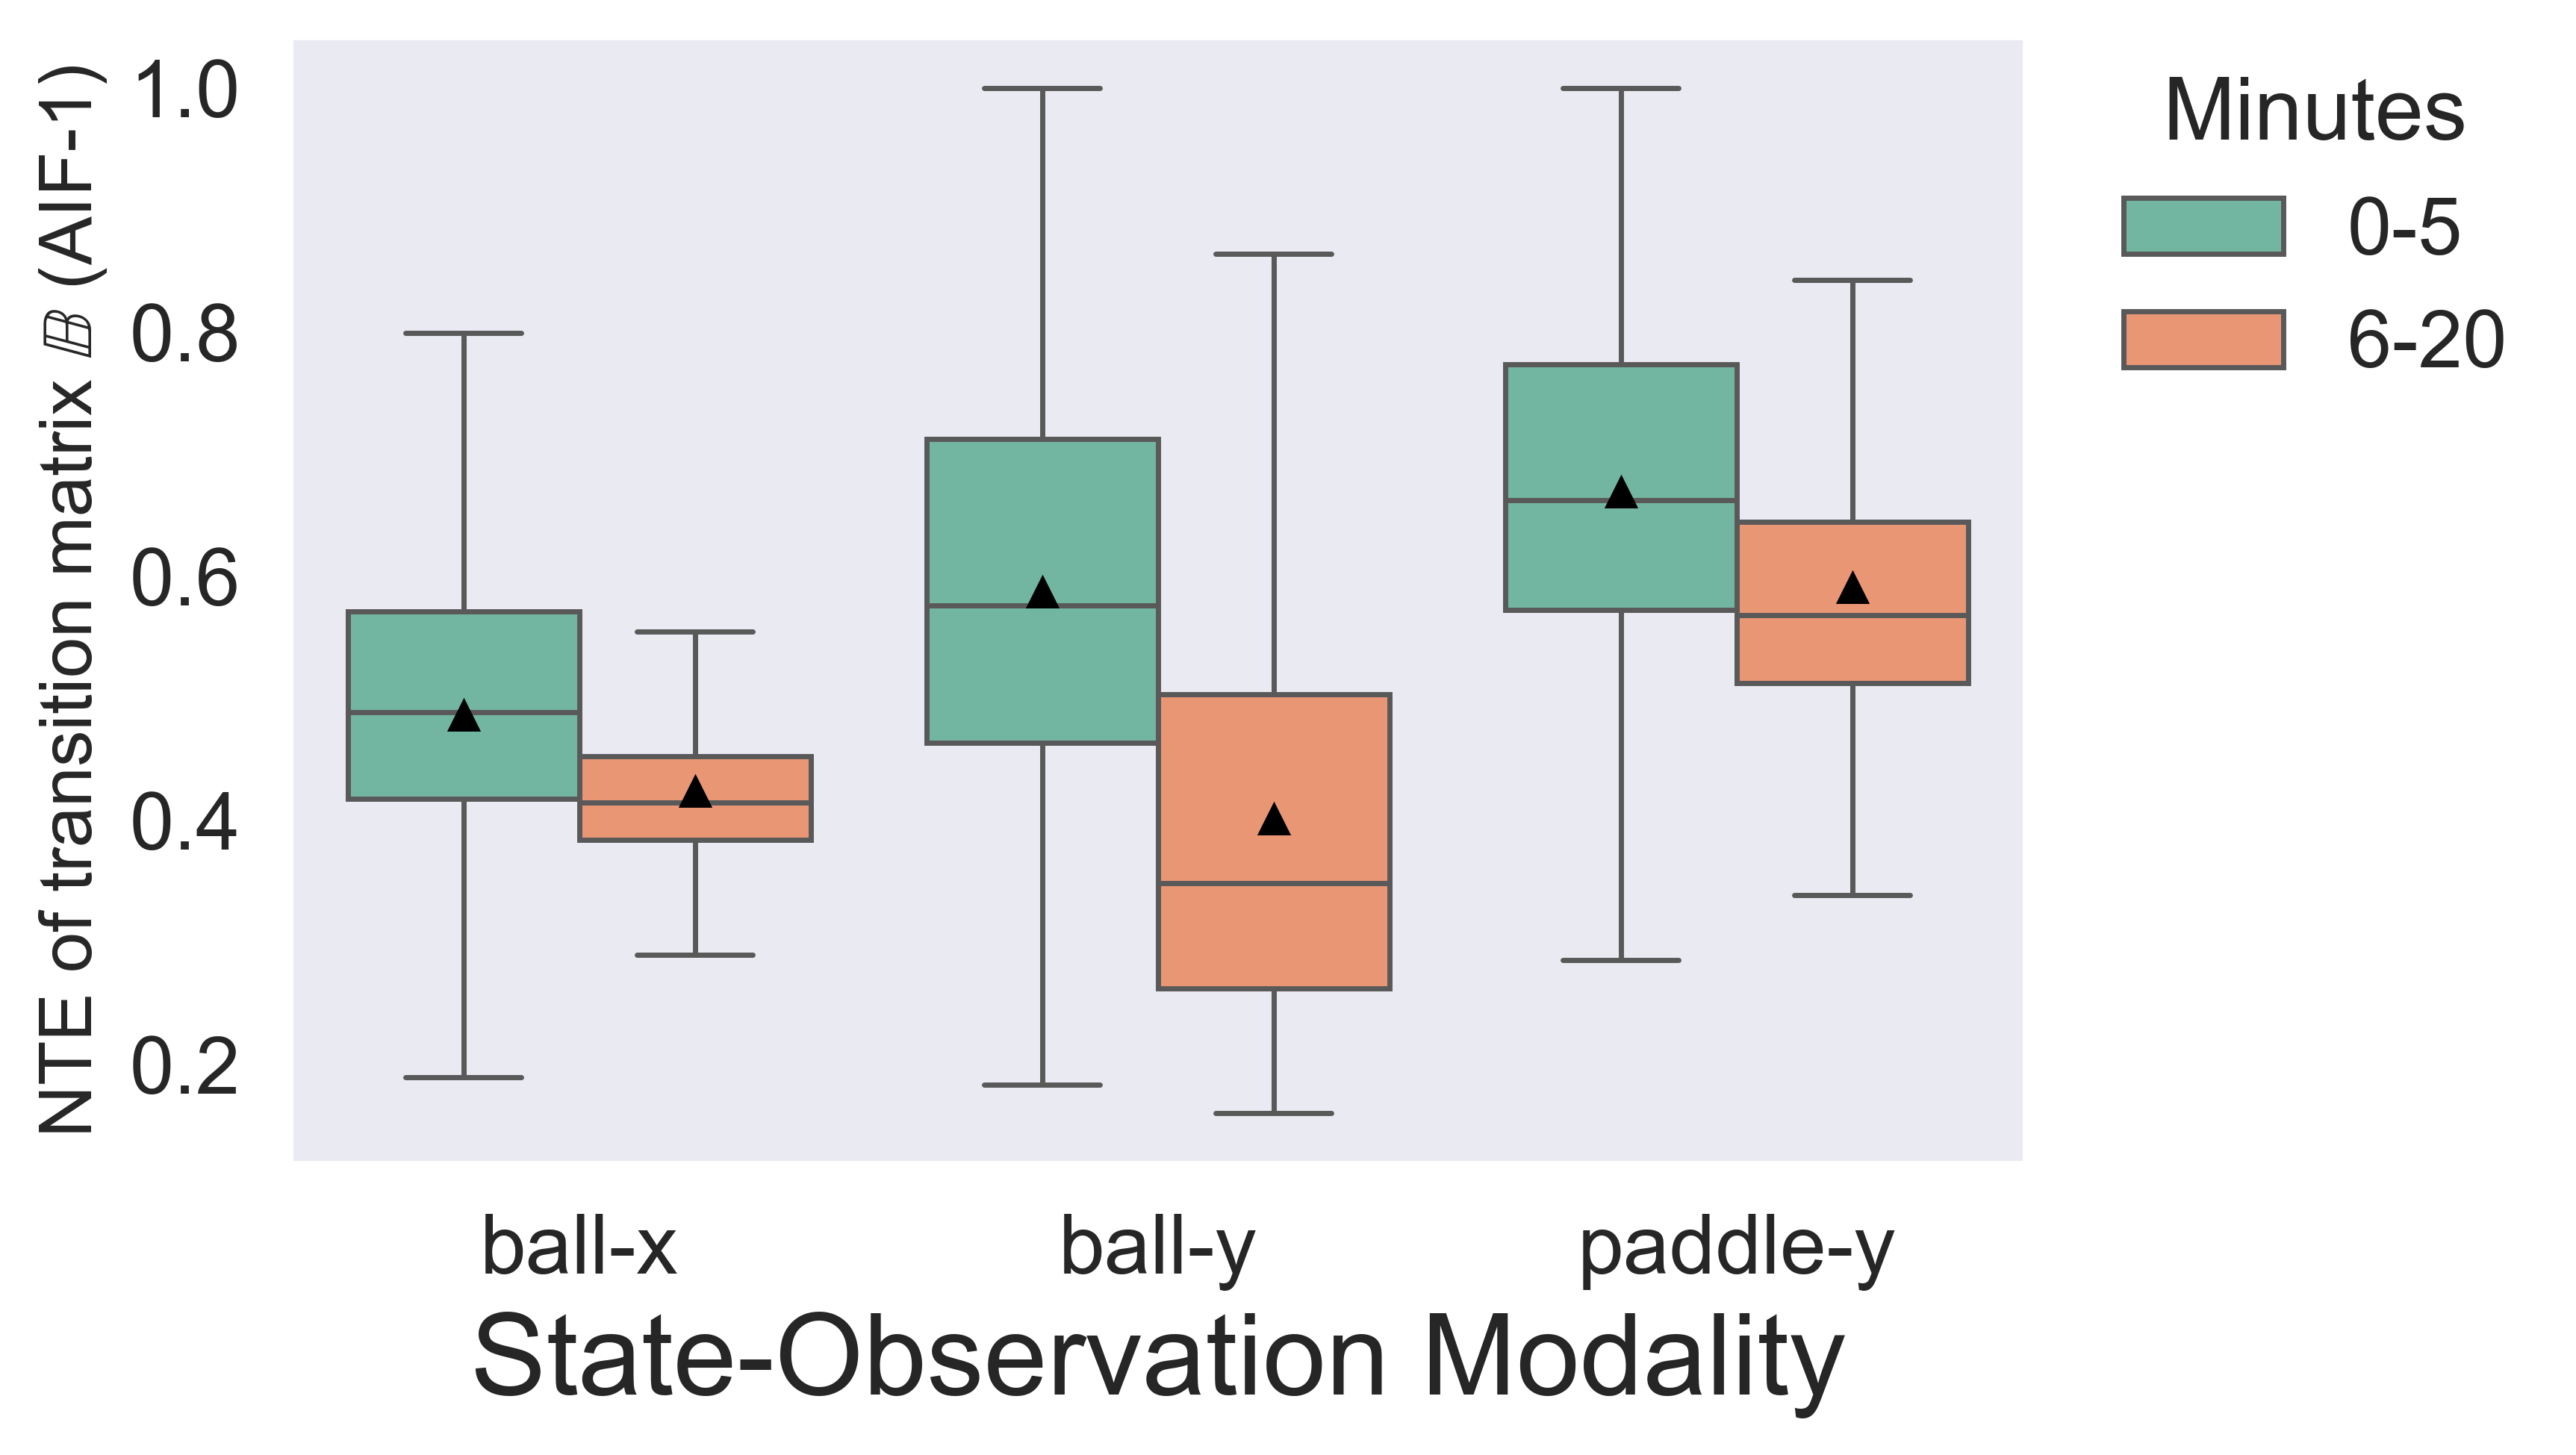 NTE of transition matrix 𝔹 (AIF-1)
1.0
0.8
0.6
0.4
0.2
ball-x
ball-y
paddle-y
State-Observation Modality
Minutes
0-5
6-20